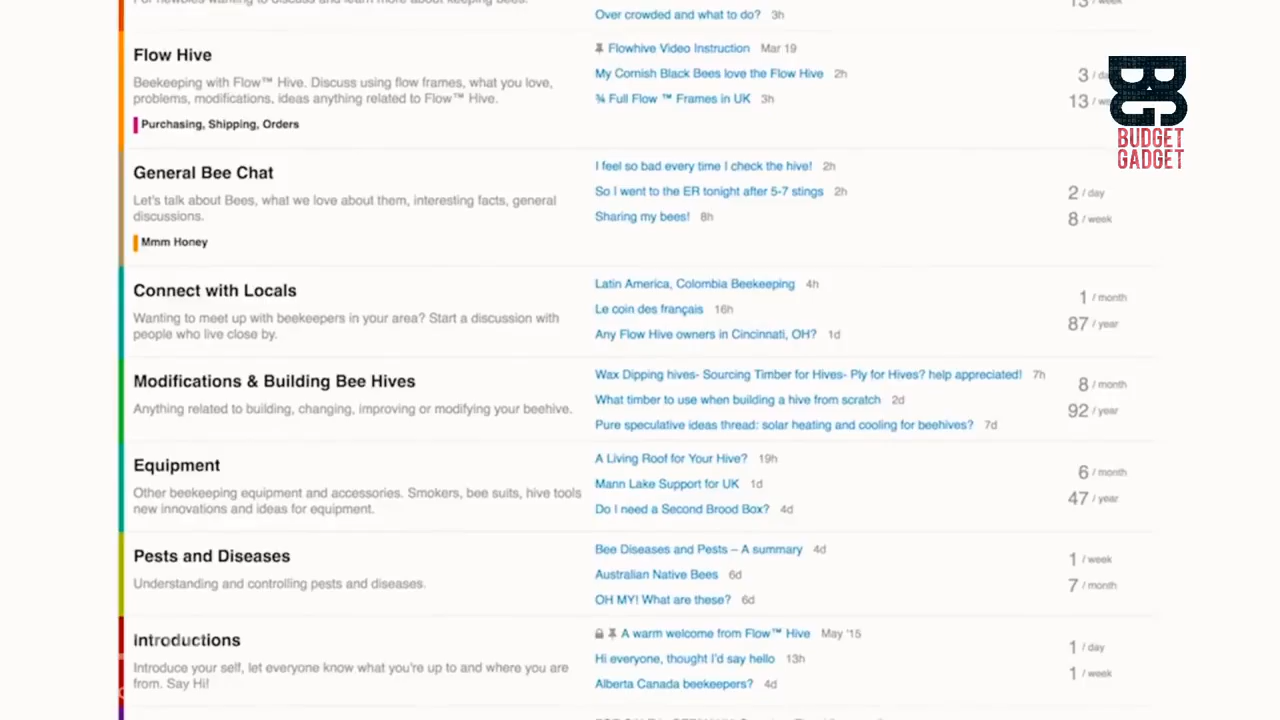 Over crowded and what to do? 3h
Flow Hive
Beekeeping with Flow™ Hive. Discuss using flow frames, what you love,
problems, modifications, ideas anything related to Flow™ Hive.
Purchasing, Shipping, Orders
Flowhive Video Instruction Mar 19
My Cornish Black Bees love the Flow Hive 2h
¾ Full Flow ™ Frames in UK 3h
3
13
BUDGET
GADGET
General Bee Chat
Let's talk about Bees, what we love about them, interesting facts, general
discussions.
Mmm Honey
I feel so bad every time I check the hive! 2h
So I went to the ER tonight after 5-7 stings 2h
Sharing my bees! 8h
2 / day
8 / week
Connect with Locals
Wanting to meet up with beekeepers in your area? Start a discussion with
people who live close by.
Latin America, Colombia Beekeeping 4h
Le coin des français 16h
Any Flow Hive owners in Cincinnati, OH? 1d
1 / month
87 / year
Modifications & Building Bee Hives
Anything related to building, changing, improving or modifying your beehive.
Wax Dipping hives- Sourcing Timber for Hives- Ply for Hives? help appreciated! 7h
What timber to use when building a hive from scratch 2d
Pure speculative ideas thread: solar heating and cooling for beehives? 7d
8 / month
92 / year
Equipment
Other beekeeping equipment and accessories. Smokers, bee suits, hive tools
new innovations and ideas for equipment.
A Living Roof for Your Hive? 19h
Mann Lake Support for UK 1d
Do I need a Second Brood Box? 4d
6 / month
47 / year
Pests and Diseases
Understanding and controlling pests and diseases.
Bee Diseases and Pests – A summary 4d
Australian Native Bees 6d
OH MY! What are these? 6d
1 / week
7 / month
Introductions
Introduce your self, let everyone know what you're up to and where you are
from. Say Hi!
A warm welcome from Flow™ Hive May '15
Hi everyone, thought I'd say hello 13h
Alberta Canada beekeepers? 4d
1 / day
1 / week